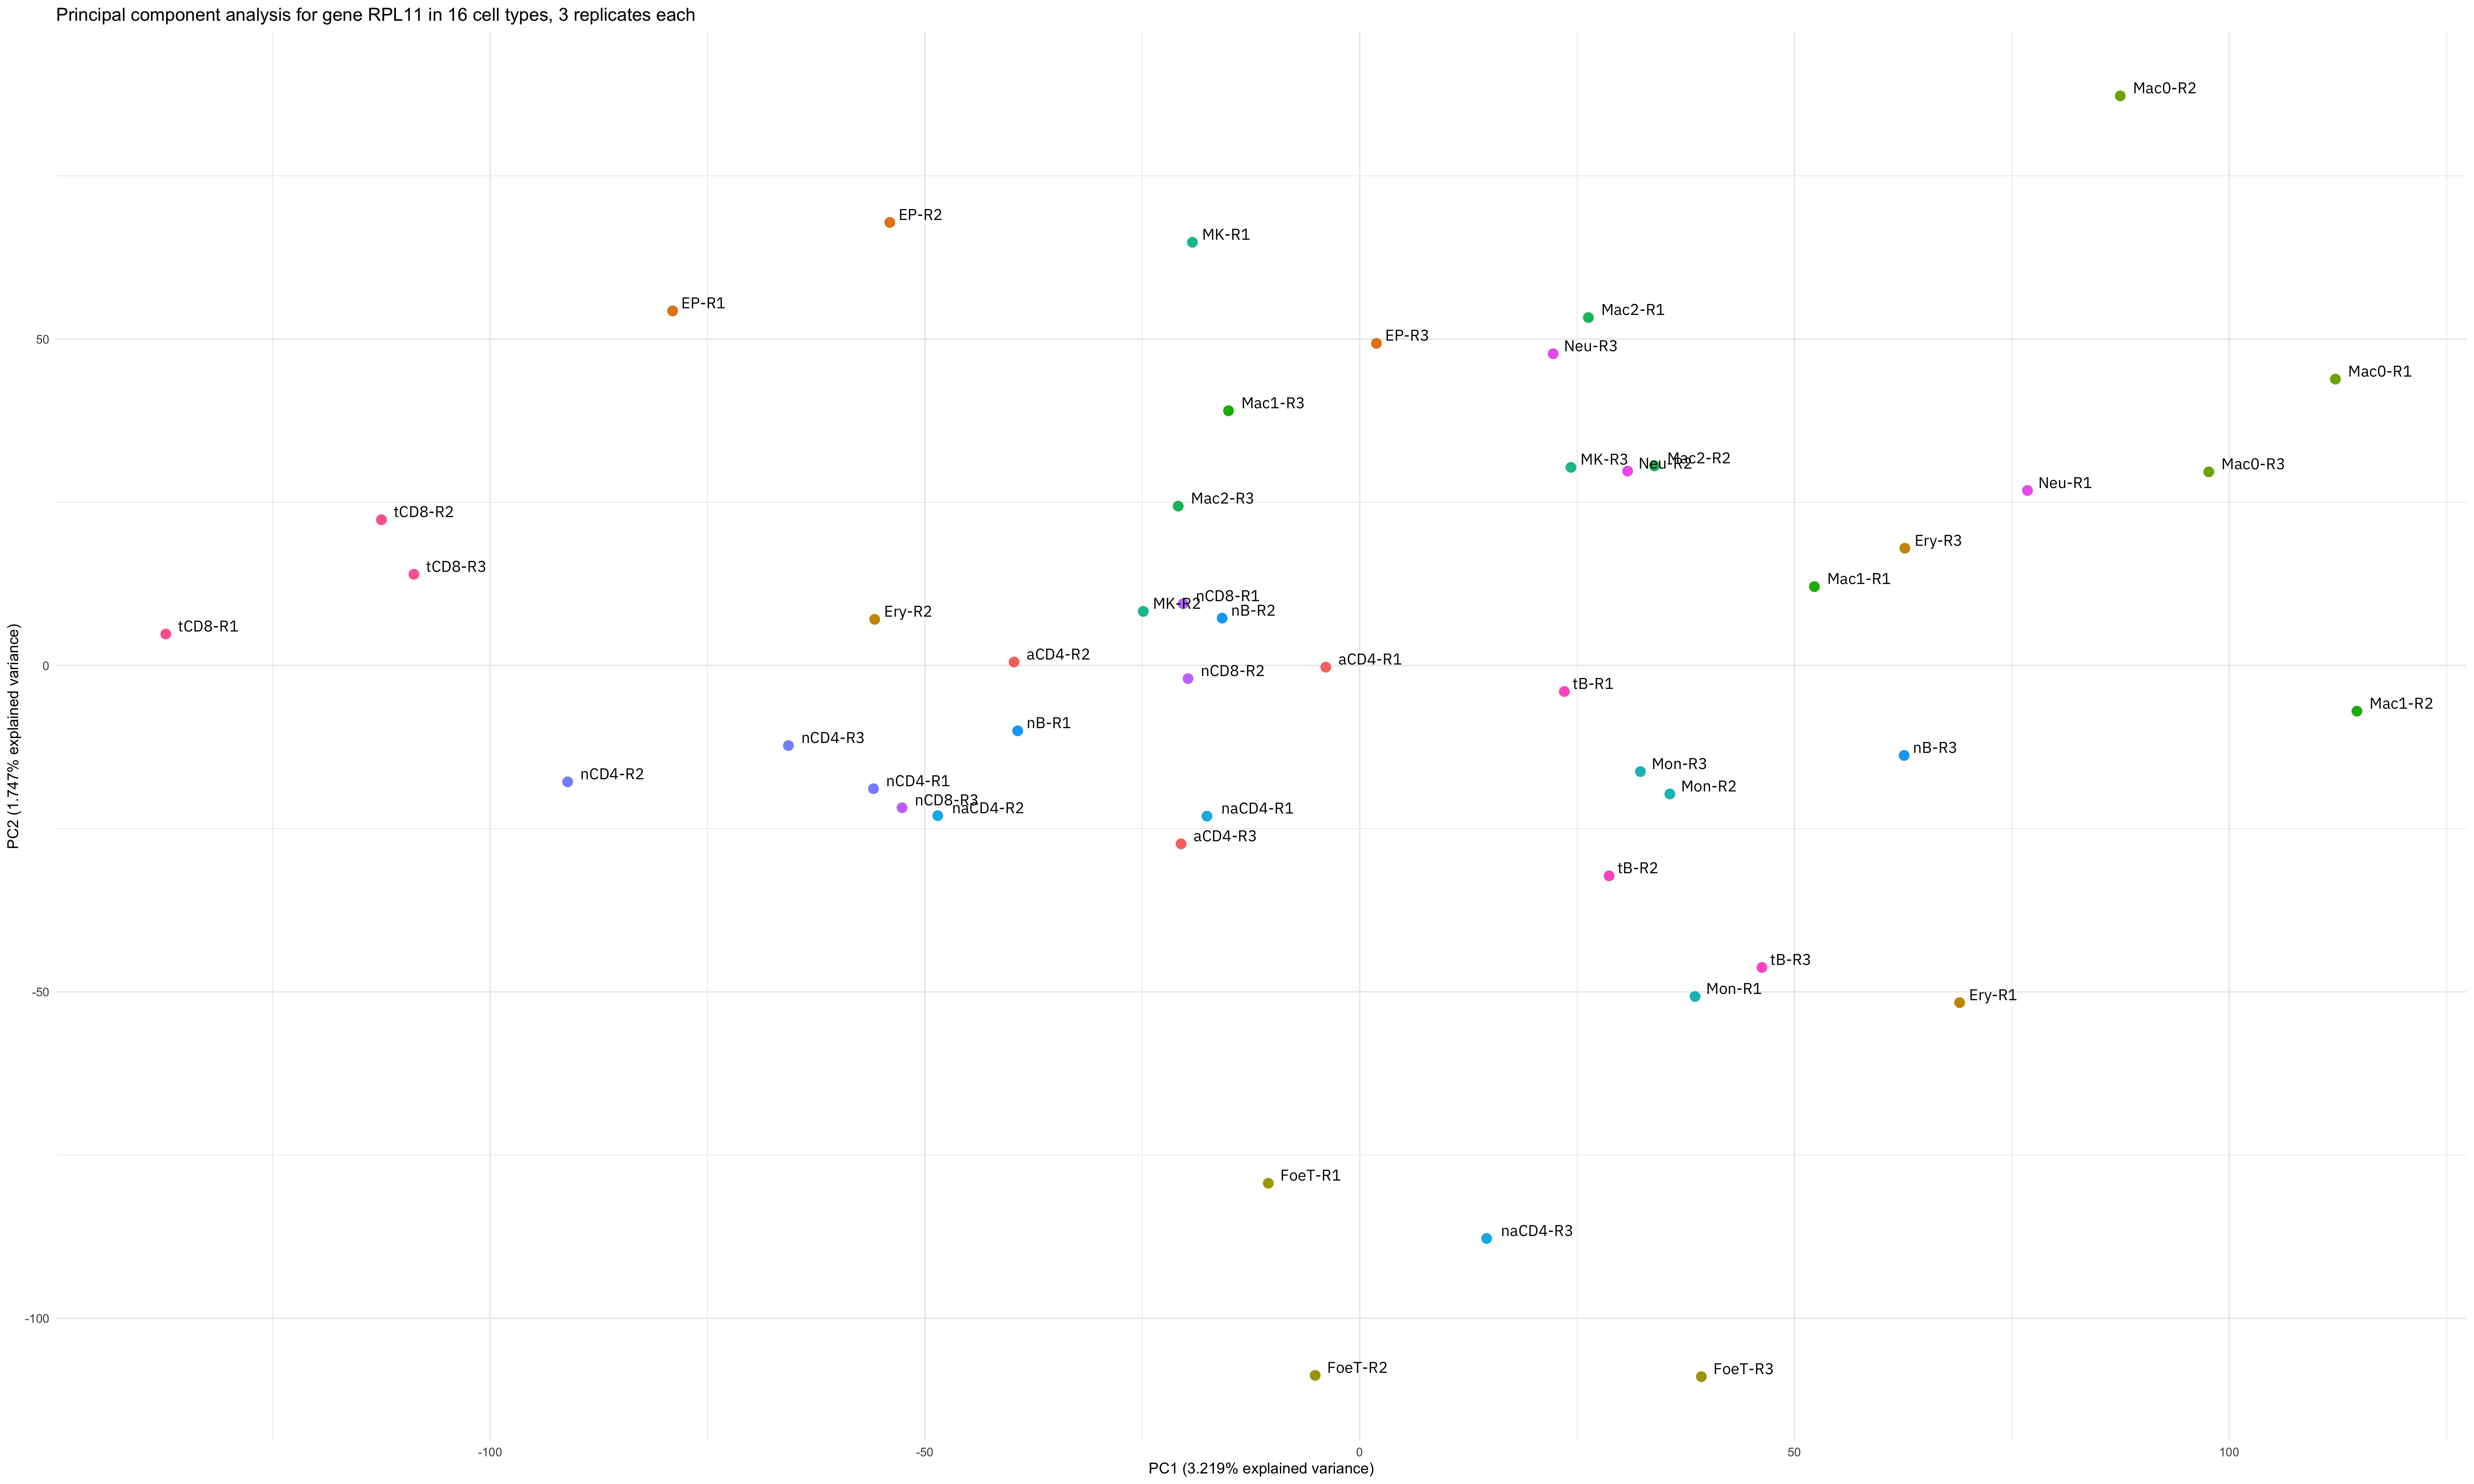 Principal component analysis for gene RPL11 in 16 cell types, 3 replicates each
Mac0-R2
EP-R2
MK-R1
EP-R1
Mac2-R1
EP-R3
Neu-R3
50
Mac0-R1
Mac1-R3
MK-R3
Neu-R2
Mac2-R2
Mac0-R3
Neu-R1
Mac2-R3
tCD8-R2
Ery-R3
tCD8-R3
Mac1-R1
nCD8-R1
MK-R2
nB-R2
Ery-R2
tCD8-R1
aCD4-R2
aCD4-R1
0
nCD8-R2
tB-R1
Mac1-R2
nB-R1
nCD4-R3
nB-R3
Mon-R3
nCD4-R2
nCD4-R1
Mon-R2
nCD8-R3
naCD4-R2
naCD4-R1
aCD4-R3
tB-R2
tB-R3
Mon-R1
Ery-R1
-50
FoeT-R1
naCD4-R3
-100
FoeT-R2
FoeT-R3
-100
-50
0
50
100
PC1 (3.219% explained variance)
PC2 (1.747% explained variance)